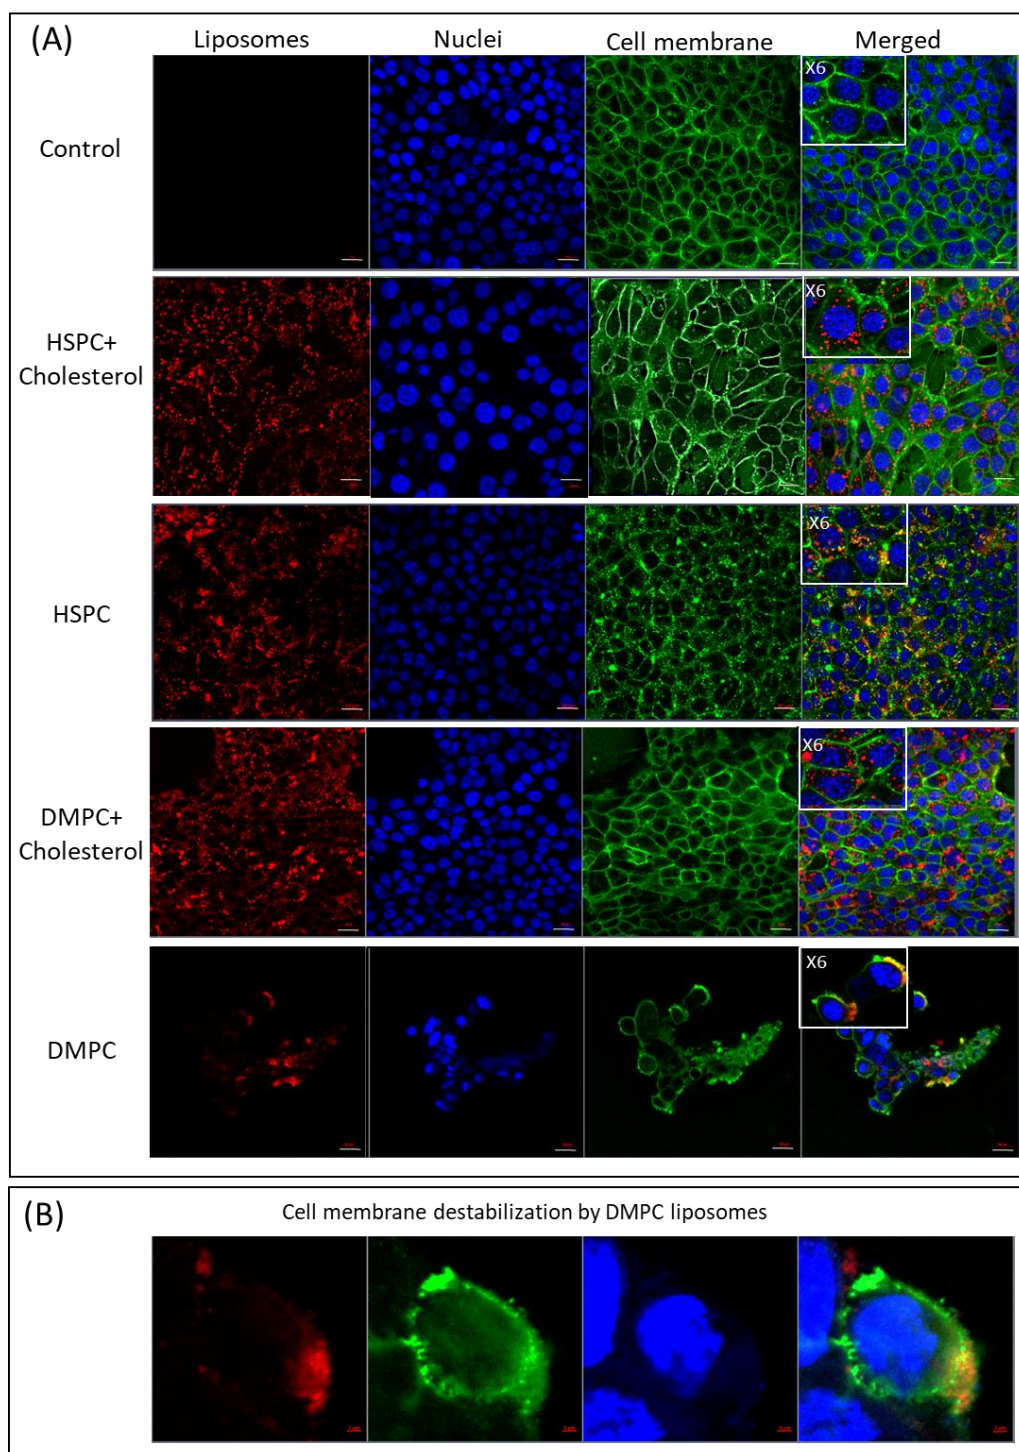 (A)
Liposomes Nuclei Cell membrane Merged
Control
X6
HSPC+
Cholesterol
X6
HSPC
X6
DMPC+
Cholesterol
X6
DMPC
X6
(B)
Cell membrane destabilization by DMPC liposomes